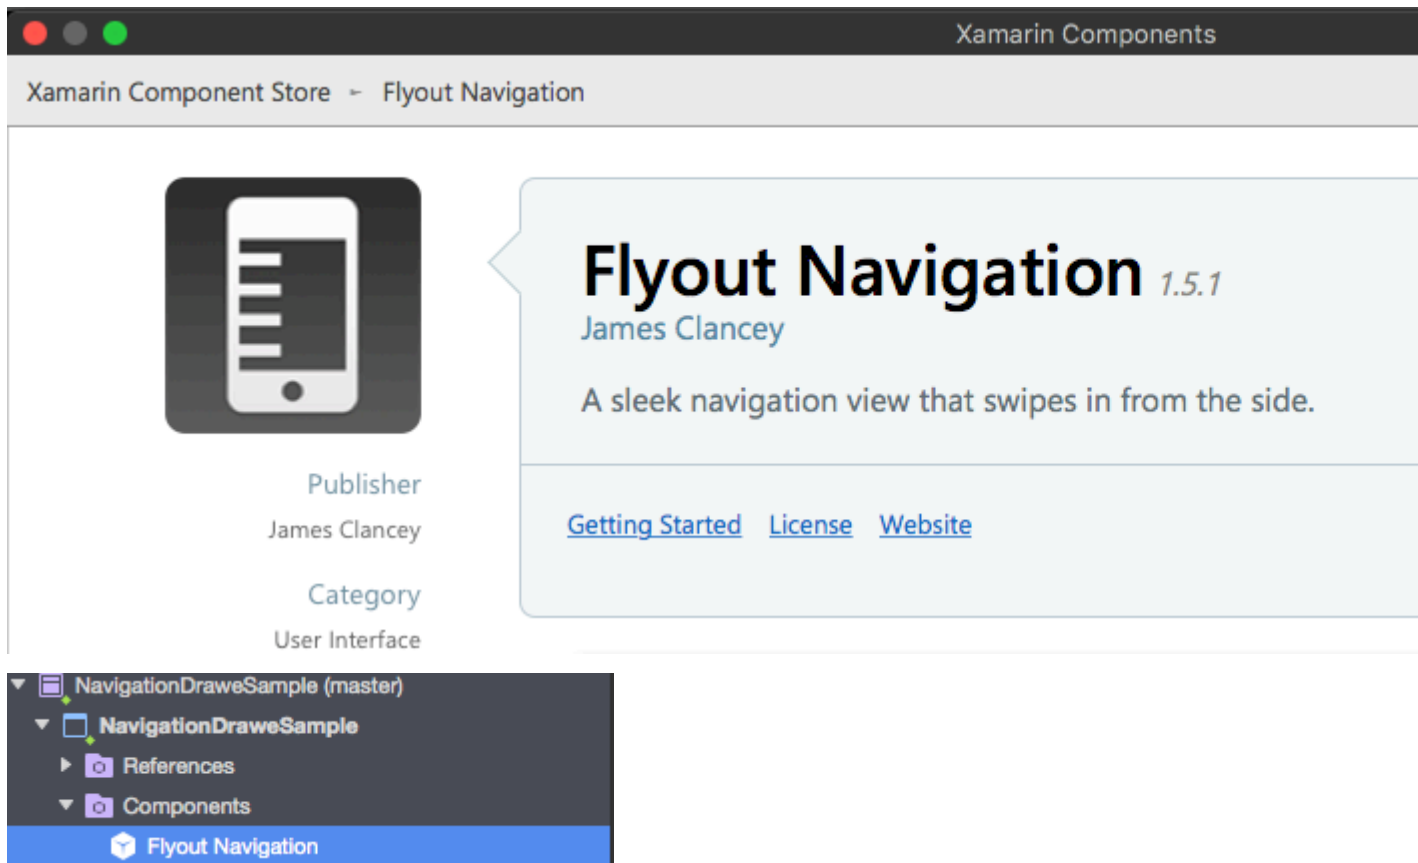 Xamarin Components
Xamarin Component Store ► Flyout Navigation
Flyout Navigation 1.5.1
James Clancey
A sleek navigation view that swipes in from the side.
Publisher
James Clancey
Category
User Interface
Getting Started License Website
NavigationDraweSample (master)
NavigationDraweSample
References
Components
Flyout Navigation